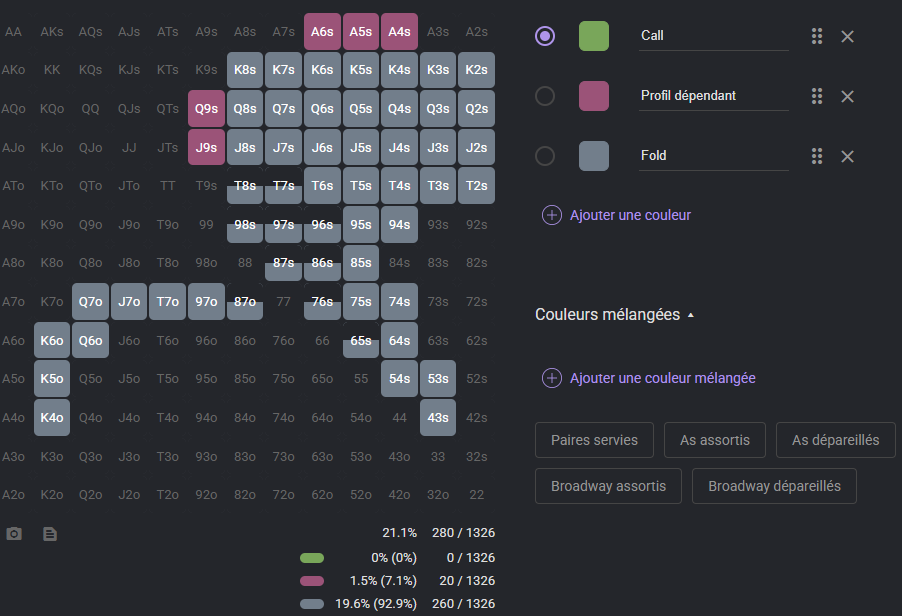 AA AKs AQs AJs ATs A9s A8s A7s A6s A5s A4s A3s A2s
AKo KK KQs KJs KTs K9s K8s K7s K6s K5s K4s K3s K2s
AQo KQo QQ QJs QTs Q9s Q8s Q7s Q6s Q5s Q4s Q3s Q2s
AJo KJo QJo JJ JTs J9s J8s J7s J6s J5s J4s J3s J2s
ATo KTo QTo JTo TT T9s T8s T7s T6s T5s T4s T3s T2s
A9o K9o Q9o J9o T9o 99 98s 97s 96s 95s 94s 93s 92s
A8o K8o Q8o J8o T8o 98o 88 87s 86s 85s 84s 83s 82s
A7o K7o Q7o J7o T7o 97o 87o 77 76s 75s 74s 73s 72s
A6o K6o Q6o J6o T6o 96o 86o 76o 66 65s 64s 63s 62s
A5o K5o Q5o J5o T5o 95o 85o 75o 65o 55 54s 53s 52s
A4o K4o Q4o J4o T4o 94o 84o 74o 64o 54o 44 43s 42s
A3o K3o Q3o J3o T3o 93o 83o 73o 63o 53o 43o 33 32s
A2o K2o Q2o J2o T2o 92o 82o 72o 62o 52o 42o 32o 22
21.1% 280 / 1326
0% (0%) 0 / 1326
1.5% (7.1%) 20 / 1326
19.6% (92.9%) 260 / 1326
Call
Profil dépendant
Fold
Ajouter une couleur
Couleurs mélangées
Ajouter une couleur mélangée
Paires servies As assortis As dépareillés
Broadway assortis Broadway dépareillés